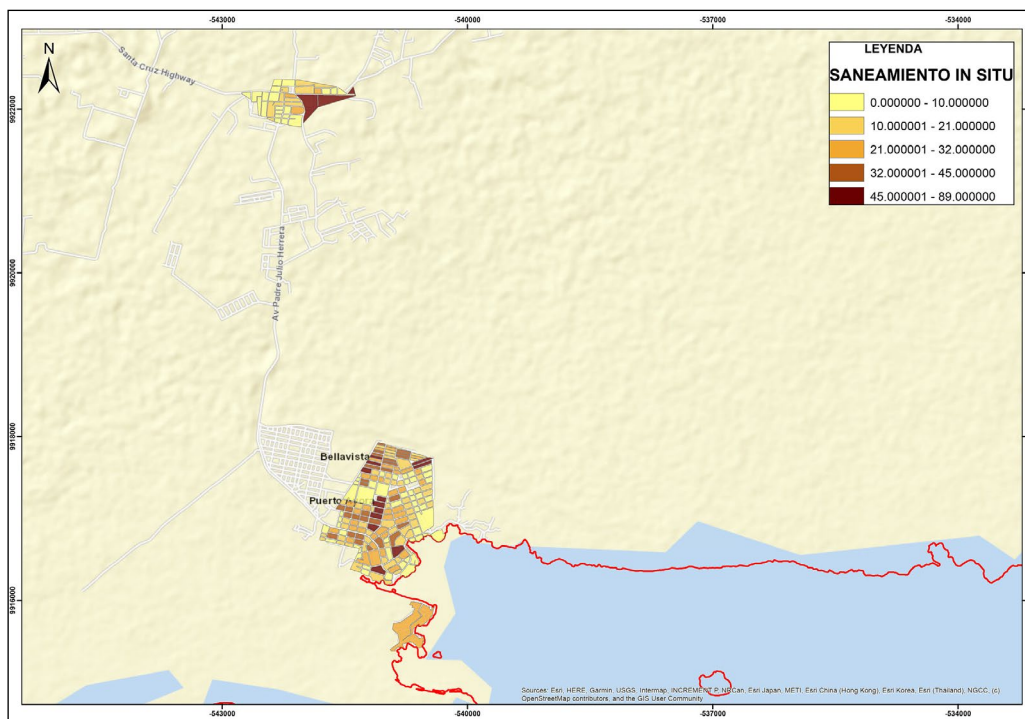 -543000 -540000 -537000 -534000
N
LEYENDA
SANEAMIENTO IN SITU
0.000000 - 10.000000
10.000001 - 21.000000
21.000001 - 32.000000
32.000001 - 45.000000
45.000001 - 89.000000
Santa Cruz Highway
9922000
Av Padre Julio Herrera
9920000
9920000
9918000
9918000
Bellavista
Puerto
9916000
9916000
Sources: Esri, HERE, Garmin, USGS, Intermap, INCREMENT P, NRCan, Esri Japan, METI, Esri China (Hong Kong), Esri Korea, Esri (Thailand), NGCC, (c)
OpenStreetMap contributors, and the GIS User Community
-543000 -540000 -537000 -534000